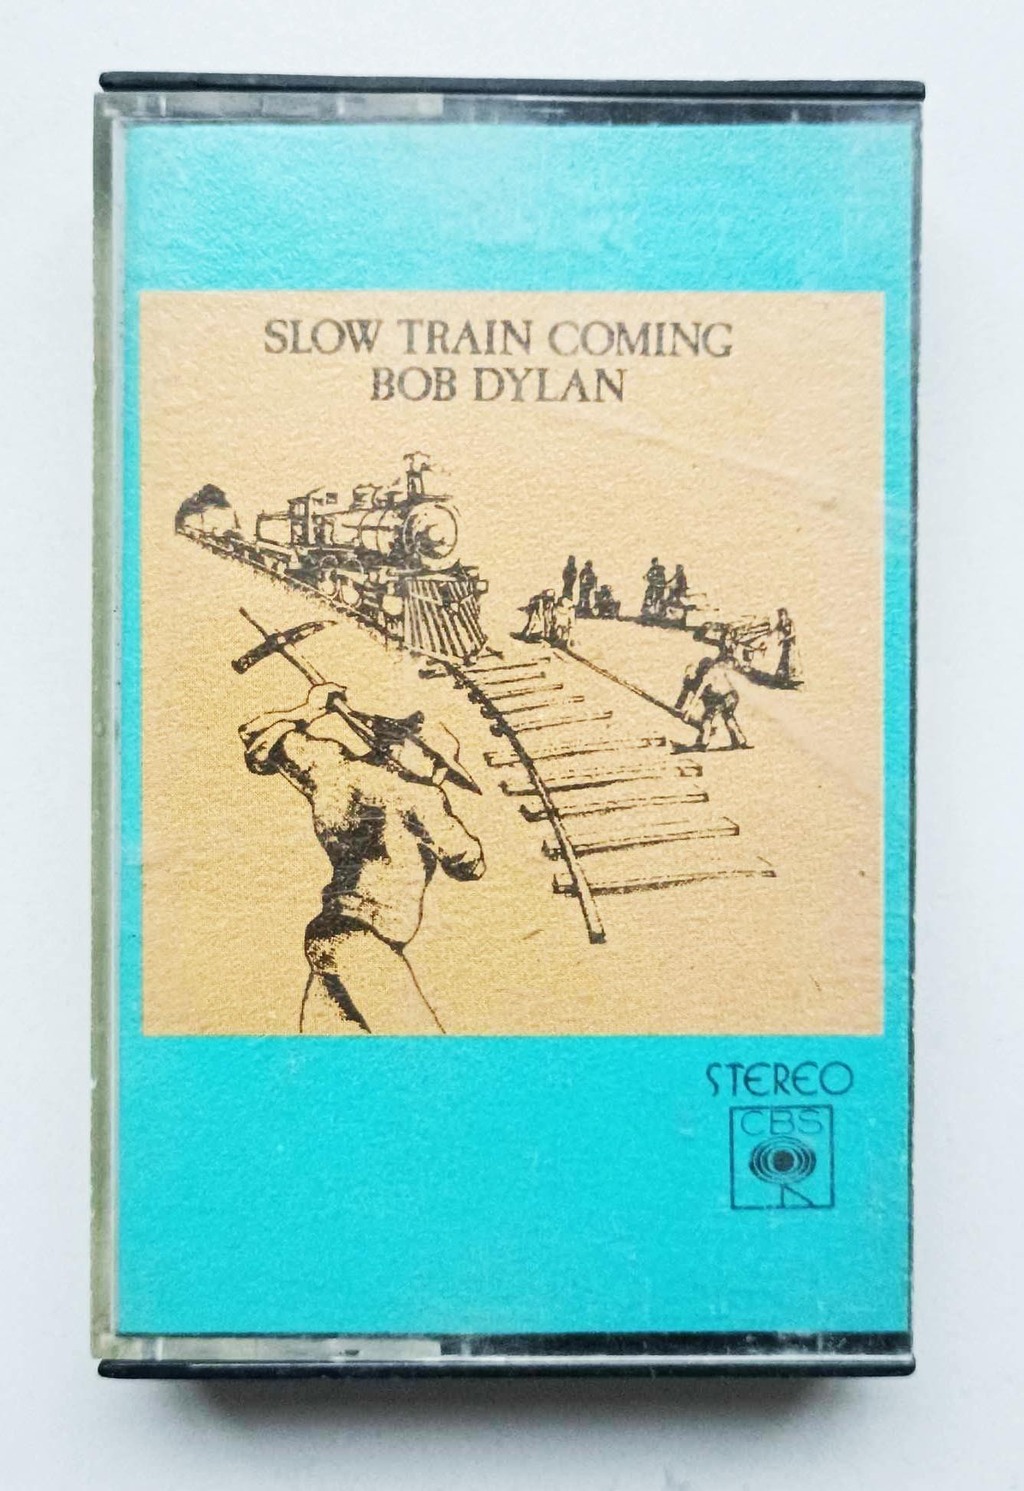 SLOW TRAIN COMING
BOB DYLAN
STEREO
CBS